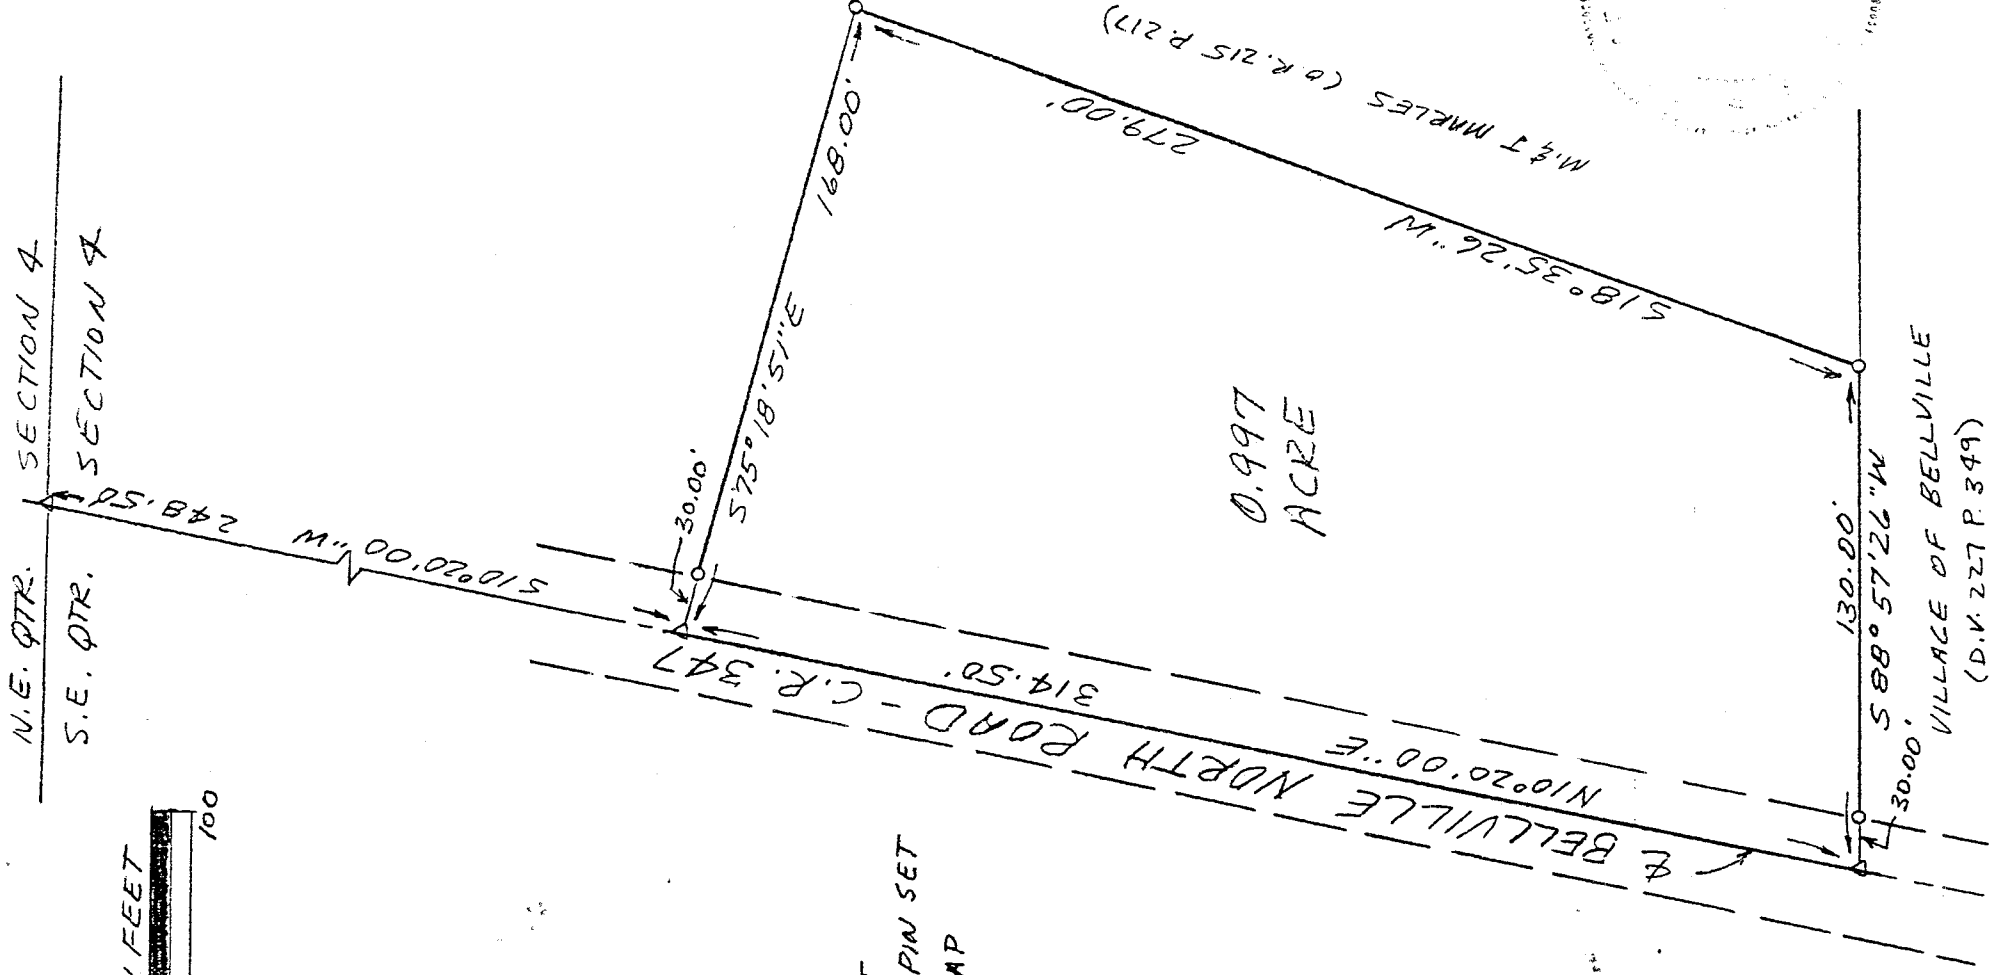 N.E. QTR. SECTION 4
S.E. QTR. SECTION 4
FEET
100
S10°20'00"W 248.50'
30.00'
S75°18'51"E 168.00'
279.00'
S18°35'26"W
M.& J MARLES (O.R. 215 P.217)
0.997
ACRE
314.50'
N10°20'00"E
℄ BELLVILLE NORTH ROAD - C.R. 347
130.00'
S 88° 57'26"W
30.00'
VILLAGE OF BELLVILLE
(D.V. 227 P. 349)
PIN SET